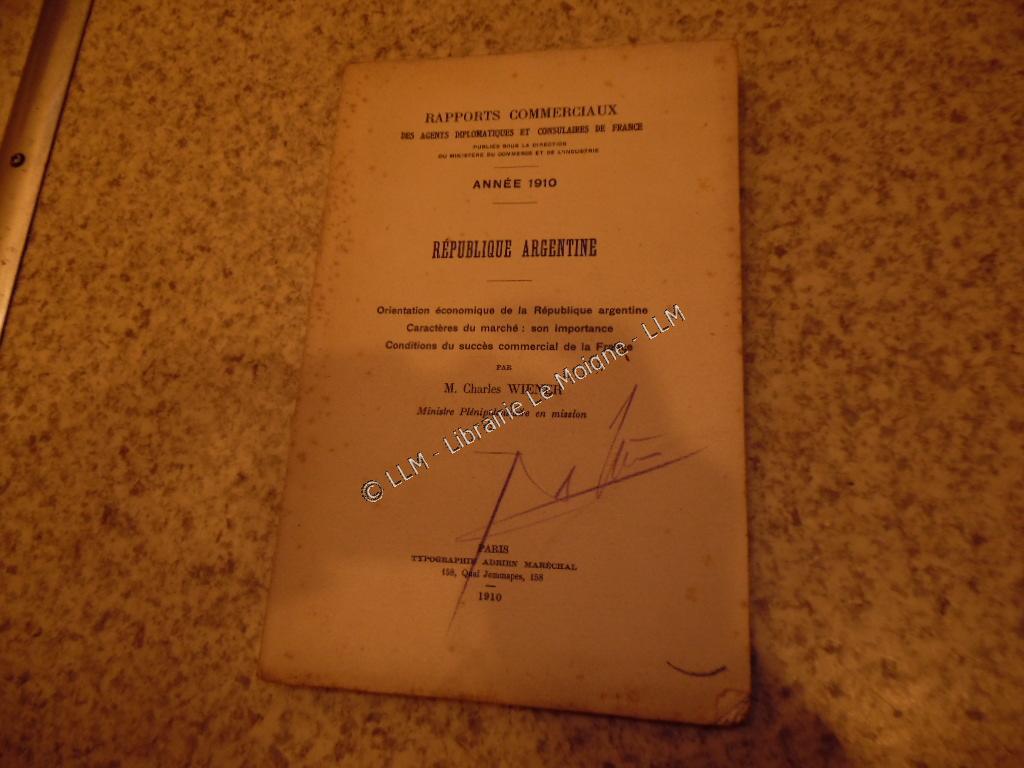 RAPPORTS COMMERCIAUX
DES AGENTS DIPLOMATIQUES ET CONSULAIRES DE FRANCE
PUBLIÉS SOUS LA DIRECTION
DU MINISTÈRE DU COMMERCE ET DE L'INDUSTRIE
ANNÉE 1910
RÉPUBLIQUE ARGENTINE
Orientation économique de la République argentine
Caractères du marché : son importance
Conditions du succès commercial de la France
PAR
M. Charles WIENER
Ministre Plénipotentiaire en mission
© LLM - Librairie Le Moigne - LLM
PARIS
TYPOGRAPHIE ADRIEN MARÉCHAL
158, Quai Jemmapes, 158
1910